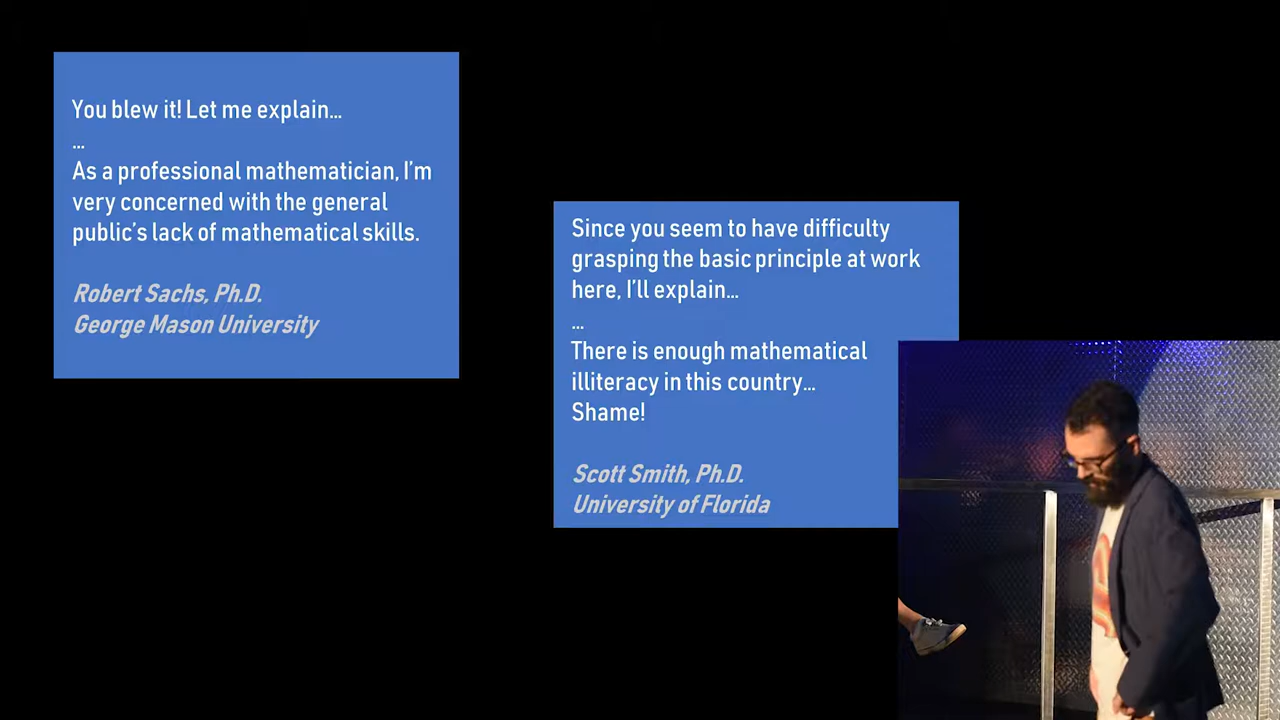 You blew it! Let me explain...
...
As a professional mathematician, I'm
very concerned with the general
public's lack of mathematical skills.
Robert Sachs, Ph.D.
George Mason University
Since you seem to have difficulty
grasping the basic principle at work
here, I'll explain...
...
There is enough mathematical
illiteracy in this country...
Shame!
Scott Smith, Ph.D.
University of Florida